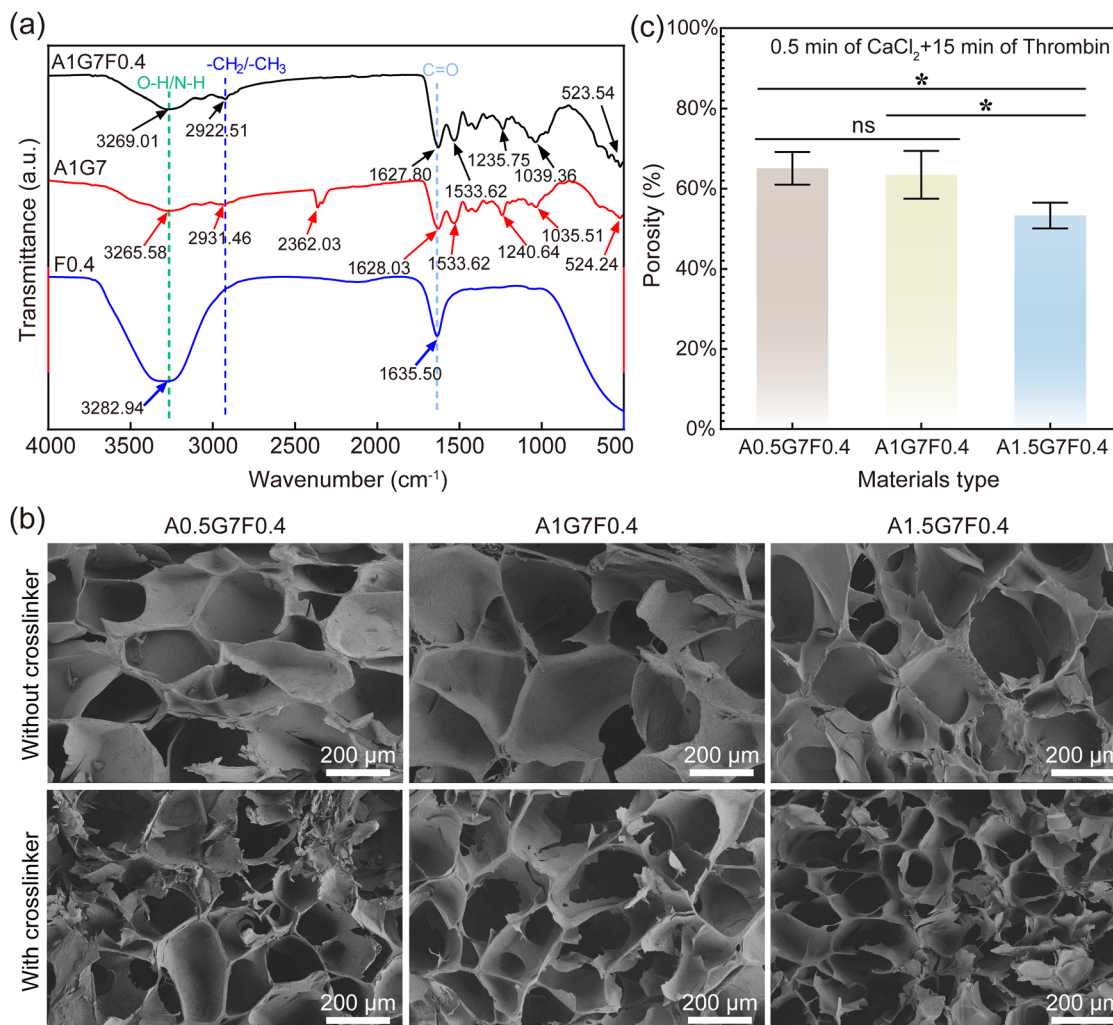 (a)
A1G7F0.4
O-H/N-H
-CH₂/-CH₃
C=O
523.54
3269.01
2922.51
1627.80
1533.62
1235.75
1039.36
A1G7
3265.58
2931.46
2362.03
1628.03
1533.62
1240.64
1035.51
524.24
F0.4
3282.94
1635.50
Transmittance (a.u.)
4000 3500 3000 2500 2000 1500 1000 500
Wavenumber (cm⁻¹)
(c)
0.5 min of CaCl₂+15 min of Thrombin
*
*
ns
100%
80%
60%
40%
20%
0%
Porosity (%)
A0.5G7F0.4 A1G7F0.4 A1.5G7F0.4
Materials type
(b)
A0.5G7F0.4 A1G7F0.4 A1.5G7F0.4
Without crosslinker
200 μm 200 μm 200 μm
With crosslinker
200 μm 200 μm 200 μm